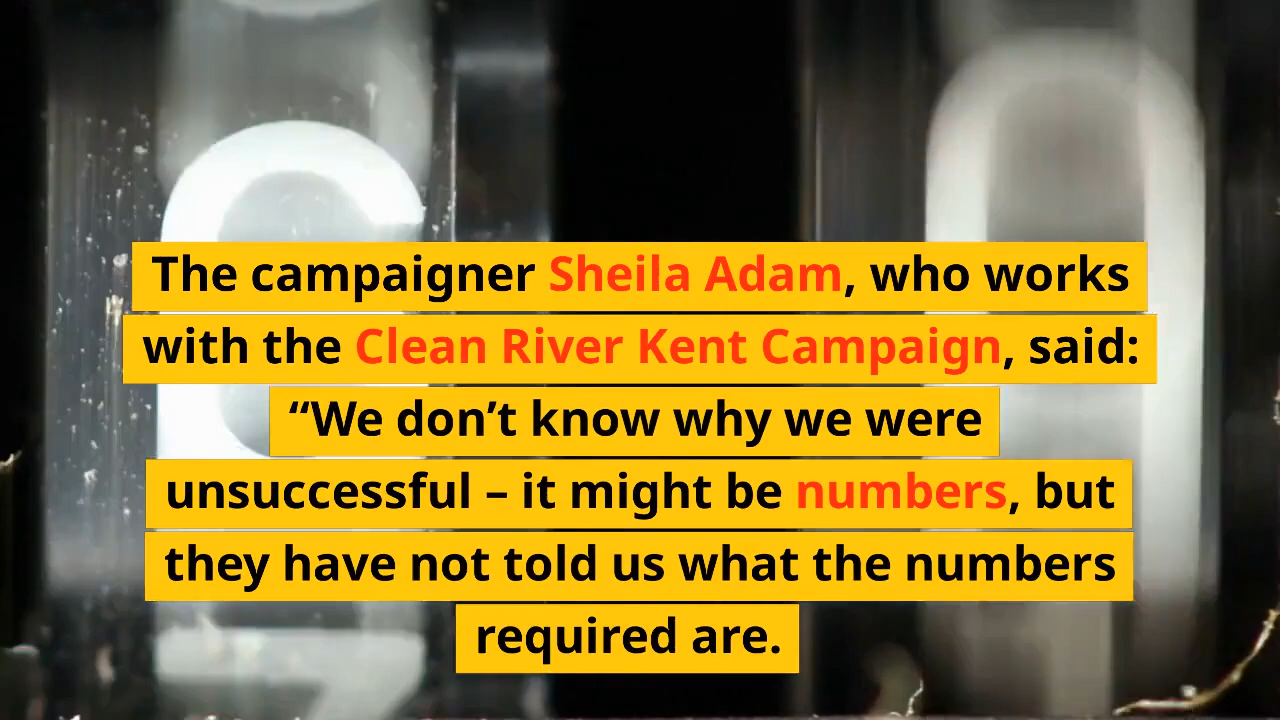 The campaigner Sheila Adam, who works
with the Clean River Kent Campaign, said:
“We don’t know why we were
unsuccessful – it might be numbers, but
they have not told us what the numbers
required are.